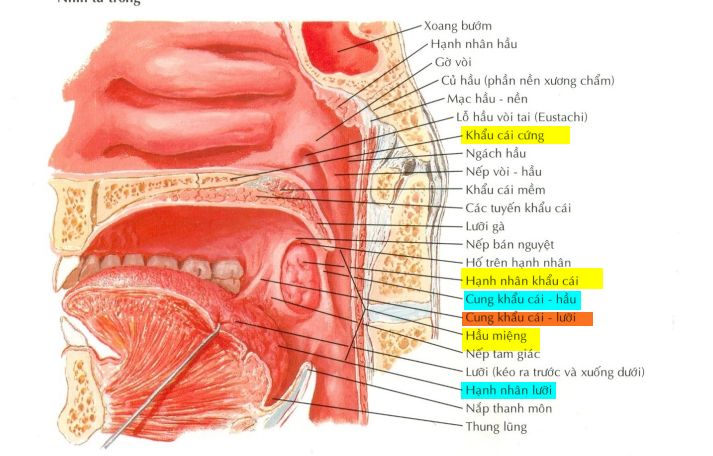 Xoang bướm
Hạnh nhân hầu
Gờ vòi
Củ hầu (phần nền xương chẩm)
Mạc hầu - nền
Lỗ hầu vòi tai (Eustachi)
Khẩu cái cứng
Ngách hầu
Nếp vòi - hầu
Khẩu cái mềm
Các tuyến khẩu cái
Lưỡi gà
Nếp bán nguyệt
Hố trên hạnh nhân
Hạnh nhân khẩu cái
Cung khẩu cái - hầu
Cung khẩu cái - lưỡi
Hầu miệng
Nếp tam giác
Lưỡi (kéo ra trước và xuống dưới)
Hạnh nhân lưỡi
Nắp thanh môn
Thung lũng